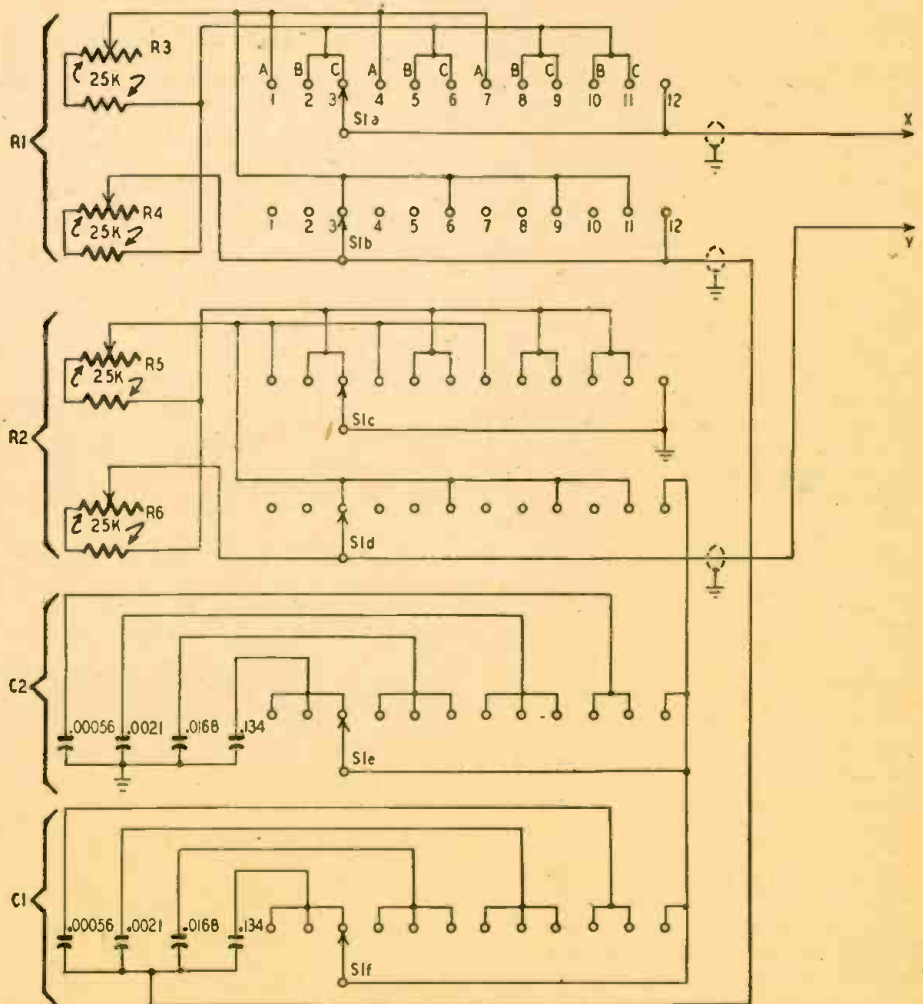 R3
25K
R1
A B C A B C A B C B C
1 2 3 4 5 6 7 8 9 10 11 12
S1a
X
R4
25K
1 2 3 4 5 6 7 8 9 10 11 12
S1b
Y
R5
25K
R2
S1c
R6
25K
S1d
C2
.00056 .0021 .0168 .134
S1e
C1
.00056 .0021 .0168 .134
S1f